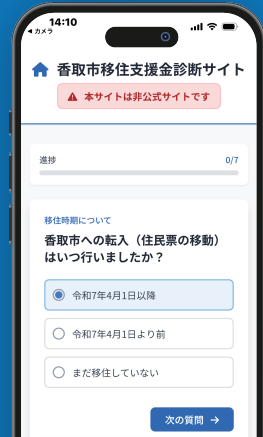 14:10
◀ カメラ
香取市移住支援金診断サイト
本サイトは非公式サイトです
進捗
0/7
移住時期について
香取市への転入（住民票の移動）
はいつ行いましたか？
令和7年4月1日以降
令和7年4月1日より前
まだ移住していない
次の質問 →